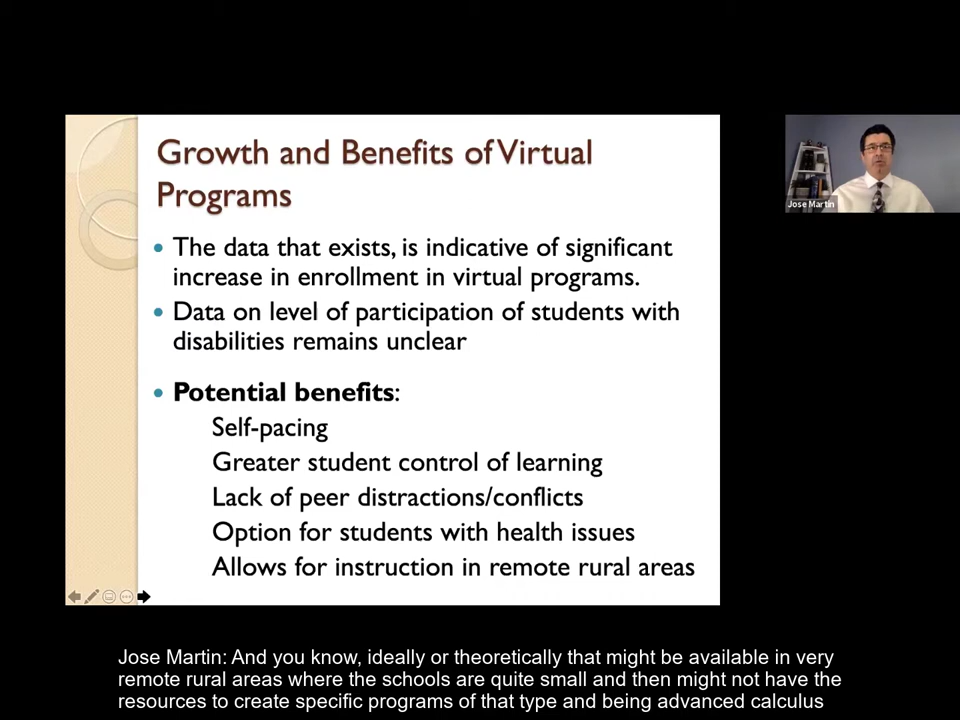 Growth and Benefits of Virtual
Programs
• The data that exists, is indicative of significant
increase in enrollment in virtual programs.
• Data on level of participation of students with
disabilities remains unclear
• Potential benefits:
Self-pacing
Greater student control of learning
Lack of peer distractions/conflicts
Option for students with health issues
Allows for instruction in remote rural areas
Jose Martin
Jose Martin: And you know, ideally or theoretically that might be available in very
remote rural areas where the schools are quite small and then might not have the
resources to create specific programs of that type and being advanced calculus